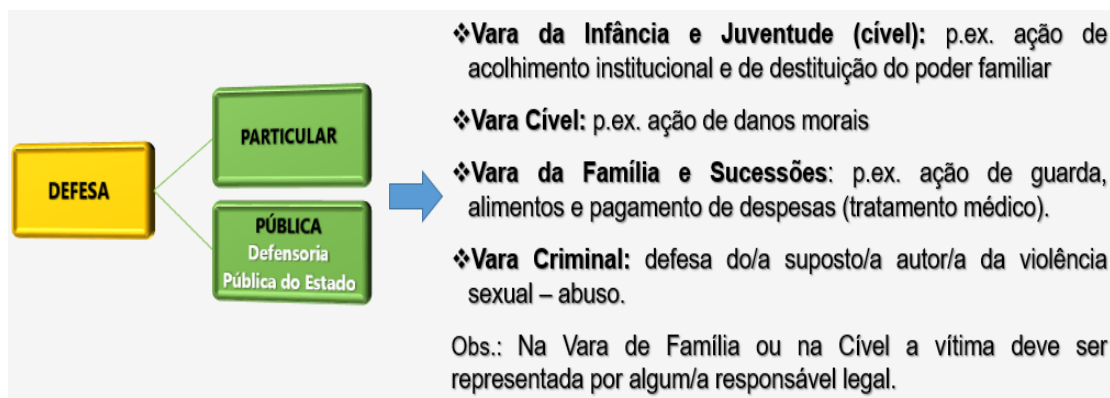 DEFESA
PARTICULAR
PÚBLICA
Defensoria
Pública do Estado
❖Vara da Infância e Juventude (cível): p.ex. ação de
acolhimento institucional e de destituição do poder familiar
❖Vara Cível: p.ex. ação de danos morais
❖Vara da Família e Sucessões: p.ex. ação de guarda,
alimentos e pagamento de despesas (tratamento médico).
❖Vara Criminal: defesa do/a suposto/a autor/a da violência
sexual – abuso.
Obs.: Na Vara de Família ou na Cível a vítima deve ser
representada por algum/a responsável legal.